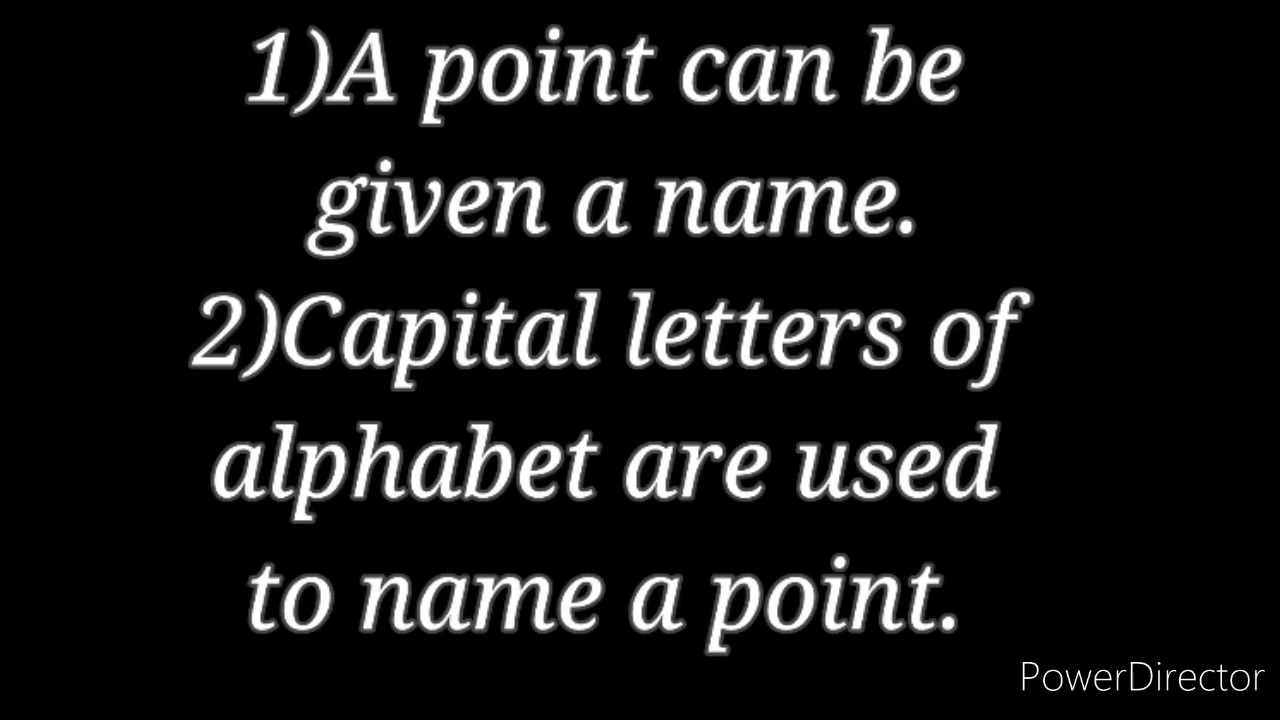 1)A point can be
given a name.
2)Capital letters of
alphabet are used
to name a point.
PowerDirector